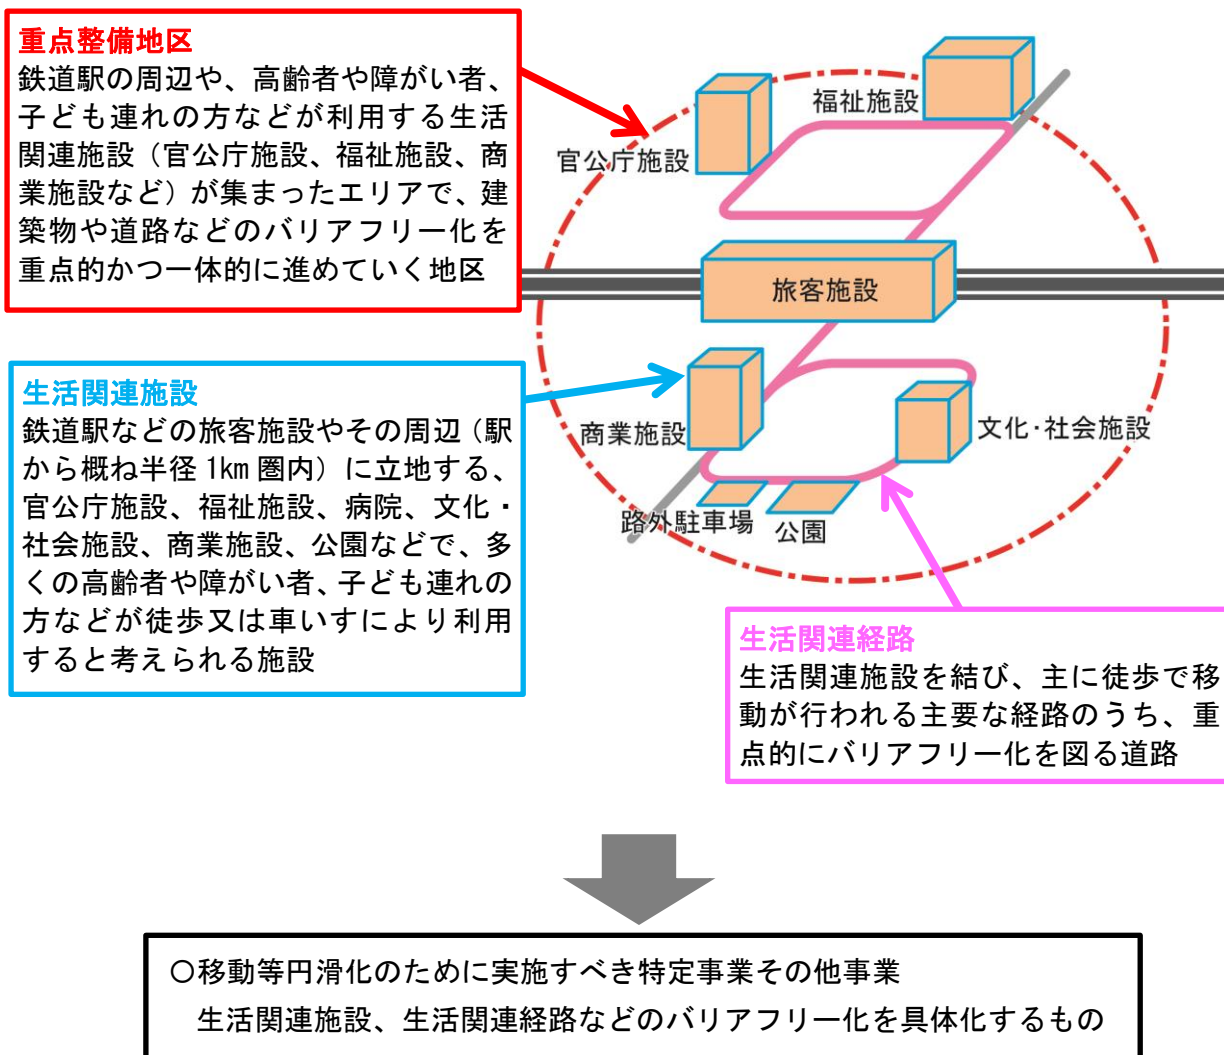 重点整備地区
鉄道駅の周辺や、高齢者や障がい者、
子ども連れの方などが利用する生活
関連施設（官公庁施設、福祉施設、商
業施設など）が集まったエリアで、建
築物や道路などのバリアフリー化を
重点的かつ一体的に進めていく地区
福祉施設
官公庁施設
旅客施設
生活関連施設
鉄道駅などの旅客施設やその周辺（駅
から概ね半径 1km 圏内）に立地する、
官公庁施設、福祉施設、病院、文化・
社会施設、商業施設、公園などで、多
くの高齢者や障がい者、子ども連れの
方などが徒歩又は車いすにより利用
すると考えられる施設
商業施設
文化・社会施設
路外駐車場
公園
生活関連経路
生活関連施設を結び、主に徒歩で移
動が行われる主要な経路のうち、重
点的にバリアフリー化を図る道路
〇移動等円滑化のために実施すべき特定事業その他事業
生活関連施設、生活関連経路などのバリアフリー化を具体化するもの